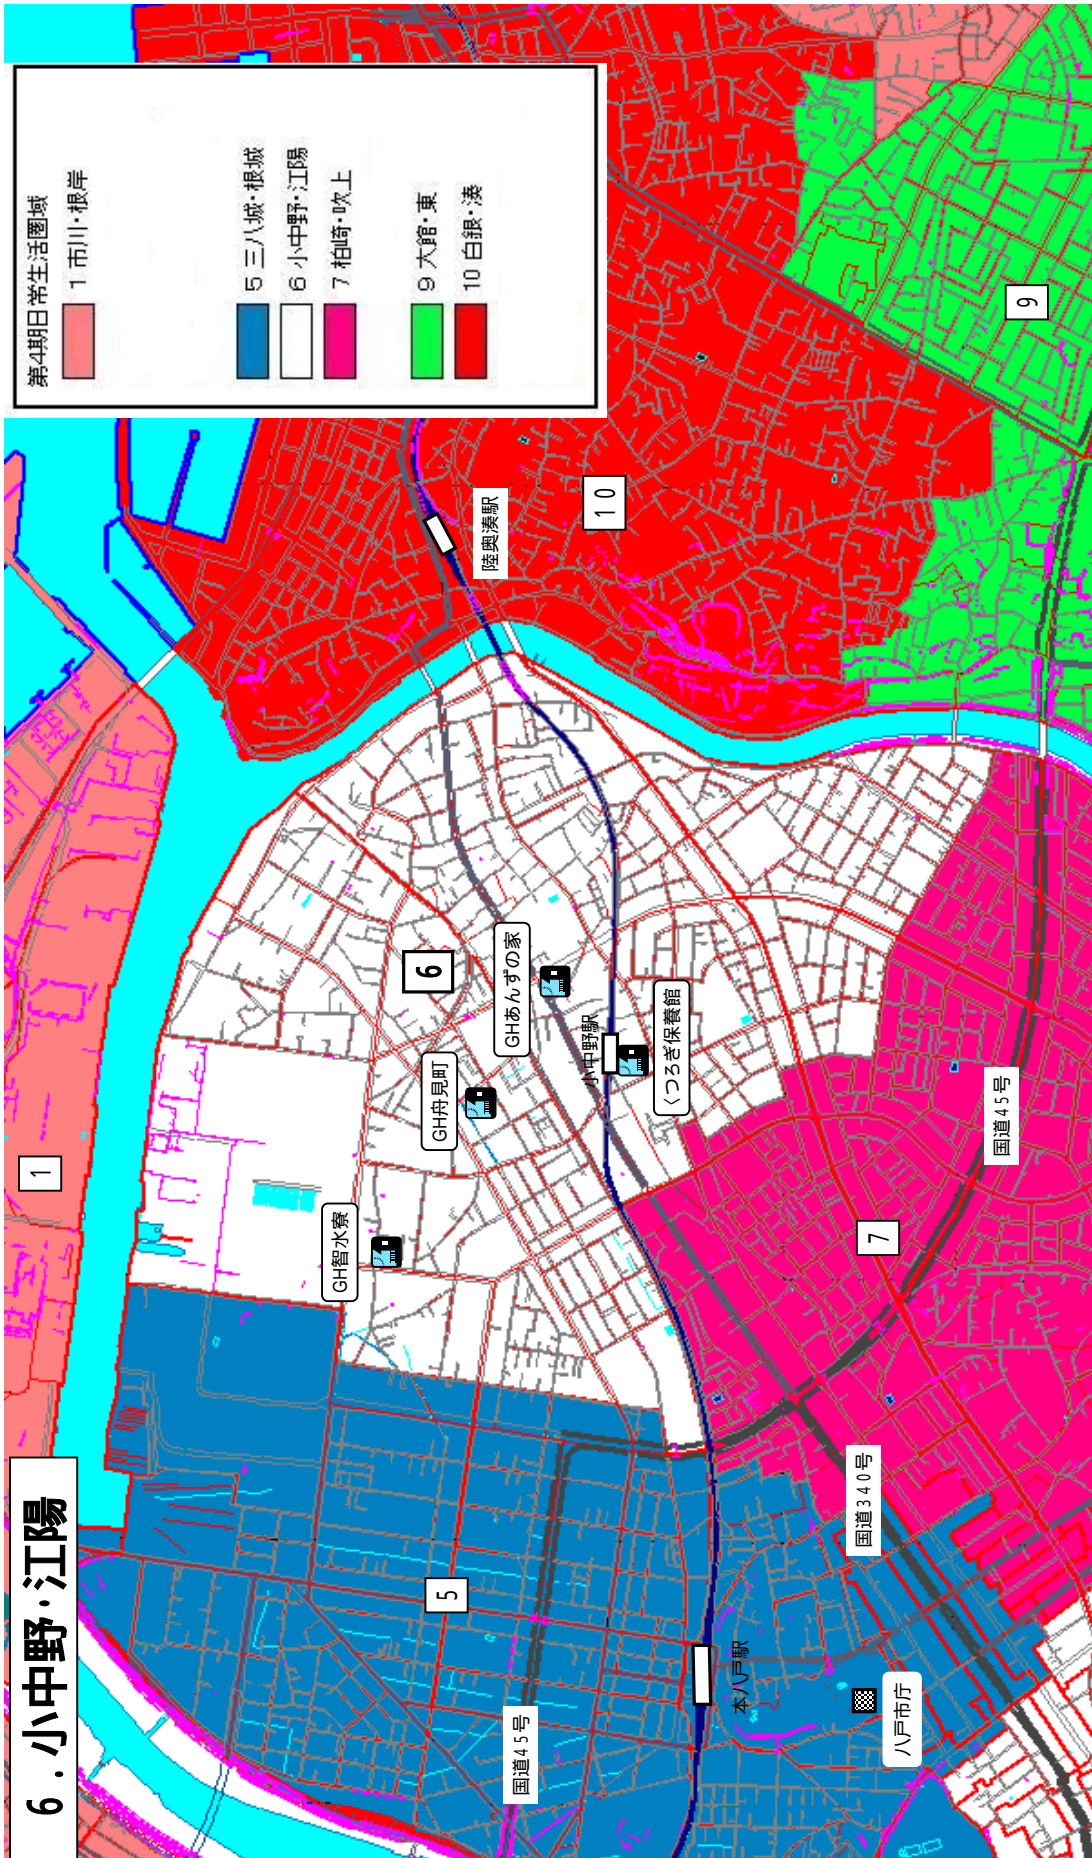 6．小中野・江陽
第4期日常生活圏域
1 市川・根岸
5 三八城・根城
6 小中野・江陽
7 柏崎・吹上
9 大館・東
10 白銀・湊
1
GH智水寮
GH舟見町
6
GHあんずの家
小中野駅
くつろぎ保養館
陸奥湊駅
10
9
5
国道45号
本八戸駅
八戸市庁
国道340号
7
国道45号